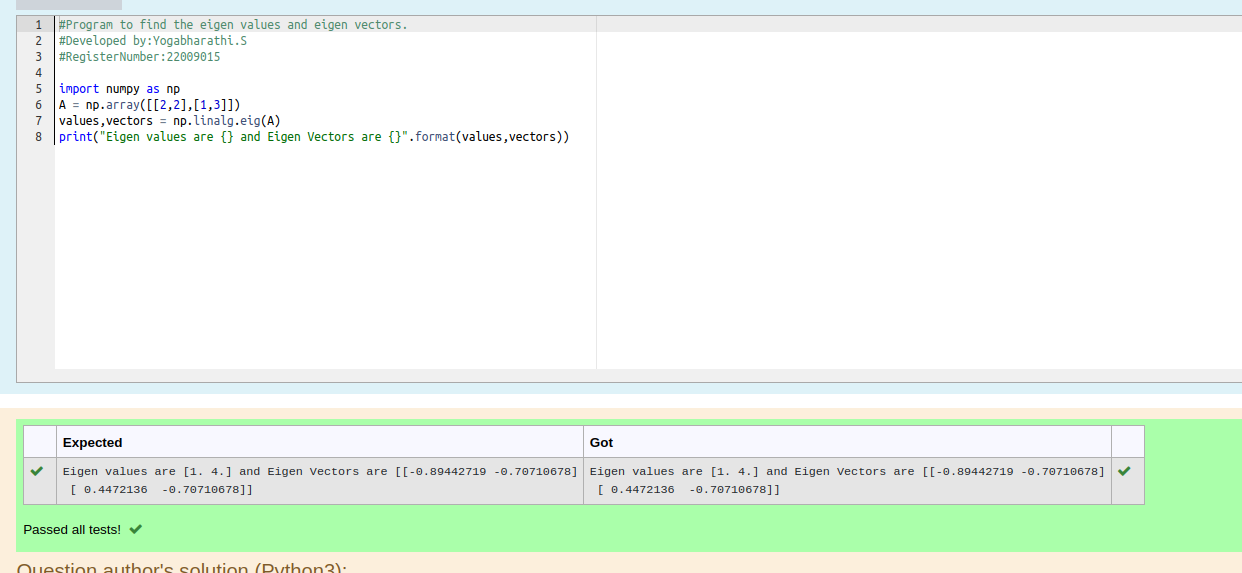 1 #Program to find the eigen values and eigen vectors.
2 #Developed by:Yogabharathi.S
3 #RegisterNumber:22009015
4
5 import numpy as np
6 A = np.array([[2,2],[1,3]])
7 values,vectors = np.linalg.eig(A)
8 print("Eigen values are {} and Eigen Vectors are {}".format(values,vectors))
Expected Got
Eigen values are [1. 4.] and Eigen Vectors are [[-0.89442719 -0.70710678] Eigen values are [1. 4.] and Eigen Vectors are [[-0.89442719 -0.70710678]
[ 0.4472136  -0.70710678]] [ 0.4472136  -0.70710678]]
Passed all tests!
Question author's solution (Python3):